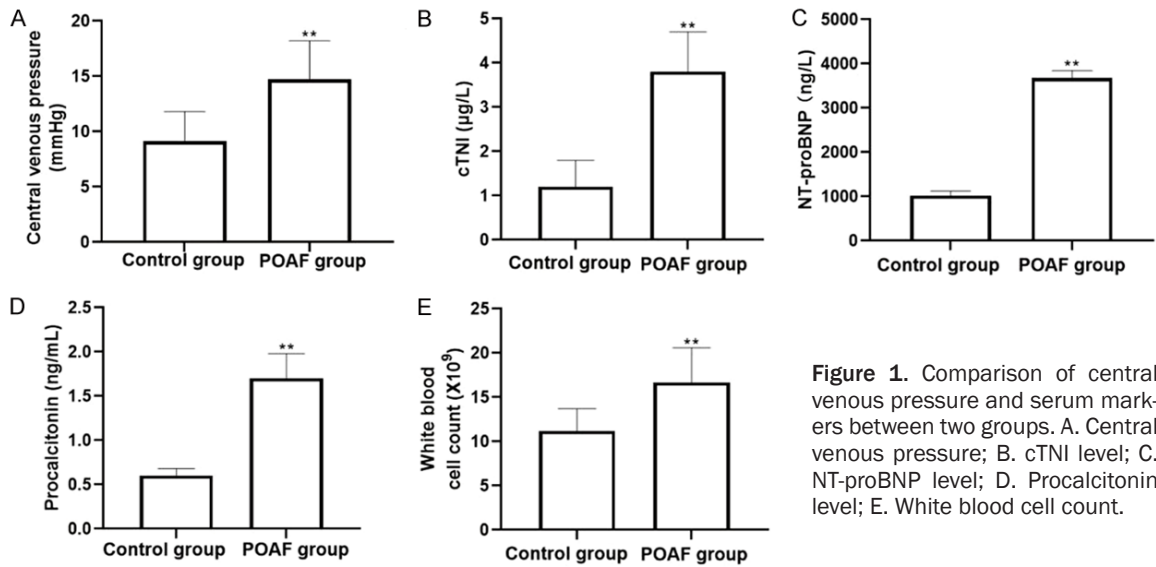 A
Central venous pressure
(mmHg)
20
15
10
5
0
**
Control group POAF group
B
cTNI (μg/L)
5
4
3
2
1
0
**
Control group POAF group
C
NT-proBNP (ng/L)
5000
4000
3000
2000
1000
0
**
Control group POAF group
D
Procalcitonin (ng/mL)
2.5
2.0
1.5
1.0
0.5
0.0
**
Control group POAF group
E
White blood
cell count (X10⁹)
25
20
15
10
5
0
**
Control group POAF group
Figure 1. Comparison of central
venous pressure and serum mark-
ers between two groups. A. Central
venous pressure; B. cTNI level; C.
NT-proBNP level; D. Procalcitonin
level; E. White blood cell count.